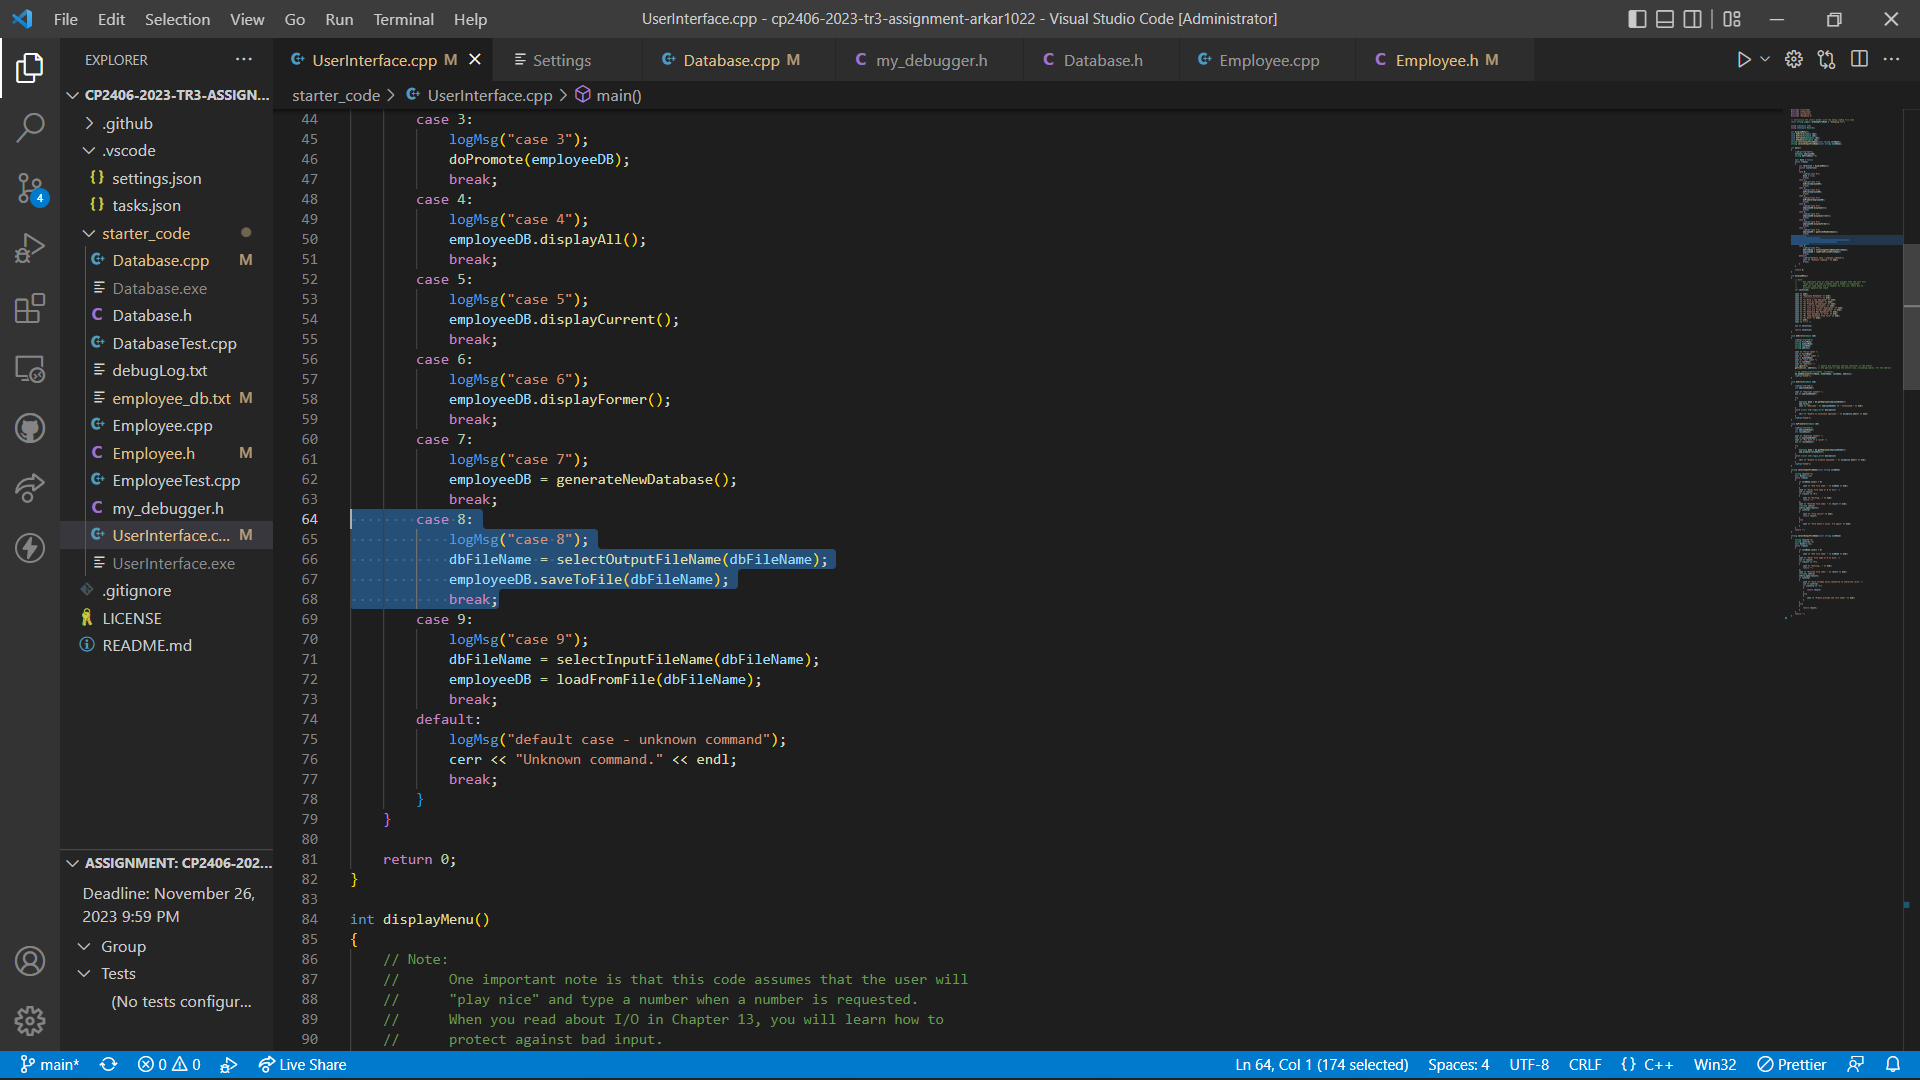 File Edit Selection View Go Run Terminal Help
UserInterface.cpp - cp2406-2023-tr3-assignment-arkar1022 - Visual Studio Code [Administrator]
EXPLORER
UserInterface.cpp M
Settings
Database.cpp M
my_debugger.h
Database.h
Employee.cpp
Employee.h M
CP2406-2023-TR3-ASSIGN...
starter_code > UserInterface.cpp > main()
.github
.vscode
settings.json
tasks.json
starter_code
Database.cpp M
Database.exe
Database.h
DatabaseTest.cpp
debugLog.txt
employee_db.txt M
Employee.cpp
Employee.h M
EmployeeTest.cpp
my_debugger.h
UserInterface.c... M
UserInterface.exe
.gitignore
LICENSE
README.md
4
ASSIGNMENT: CP2406-202...
Deadline: November 26,
2023 9:59 PM
Group
Tests
(No tests configur...
44 case 3:
45 logMsg("case 3");
46 doPromote(employeeDB);
47 break;
48 case 4:
49 logMsg("case 4");
50 employeeDB.displayAll();
51 break;
52 case 5:
53 logMsg("case 5");
54 employeeDB.displayCurrent();
55 break;
56 case 6:
57 logMsg("case 6");
58 employeeDB.displayFormer();
59 break;
60 case 7:
61 logMsg("case 7");
62 employeeDB = generateNewDatabase();
63 break;
64 case 8:
65 logMsg("case 8");
66 dbFileName = selectOutputFileName(dbFileName);
67 employeeDB.saveToFile(dbFileName);
68 break;
69 case 9:
70 logMsg("case 9");
71 dbFileName = selectInputFileName(dbFileName);
72 employeeDB = loadFromFile(dbFileName);
73 break;
74 default:
75 logMsg("default case - unknown command");
76 cerr << "Unknown command." << endl;
77 break;
78 }
79 }
80
81 return 0;
82 }
83
84 int displayMenu()
85 {
86 // Note:
87 // One important note is that this code assumes that the user will
88 // "play nice" and type a number when a number is requested.
89 // When you read about I/O in Chapter 13, you will learn how to
90 // protect against bad input.
main* 0 0 Live Share
Ln 64, Col 1 (174 selected) Spaces: 4 UTF-8 CRLF {} C++ Win32 Prettier